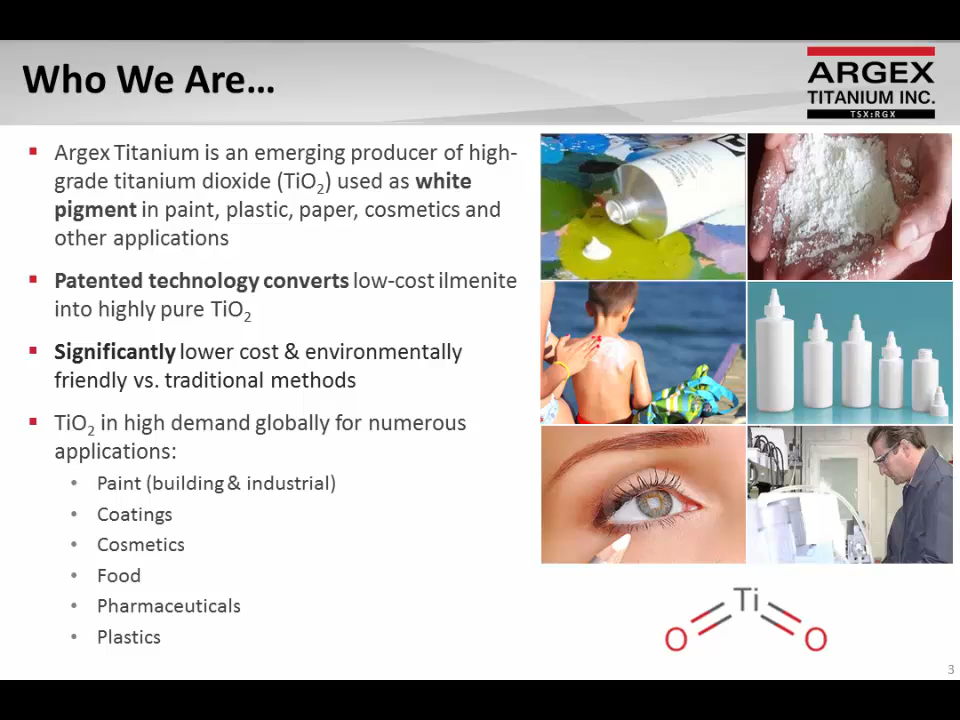 Who We Are...
ARGEX
TITANIUM INC.
TSX:RGX
▪ Argex Titanium is an emerging producer of high-
grade titanium dioxide (TiO₂) used as white
pigment in paint, plastic, paper, cosmetics and
other applications
▪ Patented technology converts low-cost ilmenite
into highly pure TiO₂
▪ Significantly lower cost & environmentally
friendly vs. traditional methods
▪ TiO₂ in high demand globally for numerous
applications:
• Paint (building & industrial)
• Coatings
• Cosmetics
• Food
• Pharmaceuticals
• Plastics
Ti
O O
3